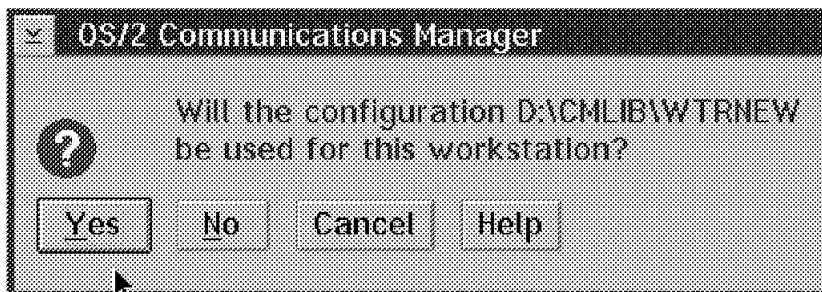 OS/2 Communications Manager
Will the configuration D:\CMLIB\WTRNEW
be used for this workstation?
Yes No Cancel Help